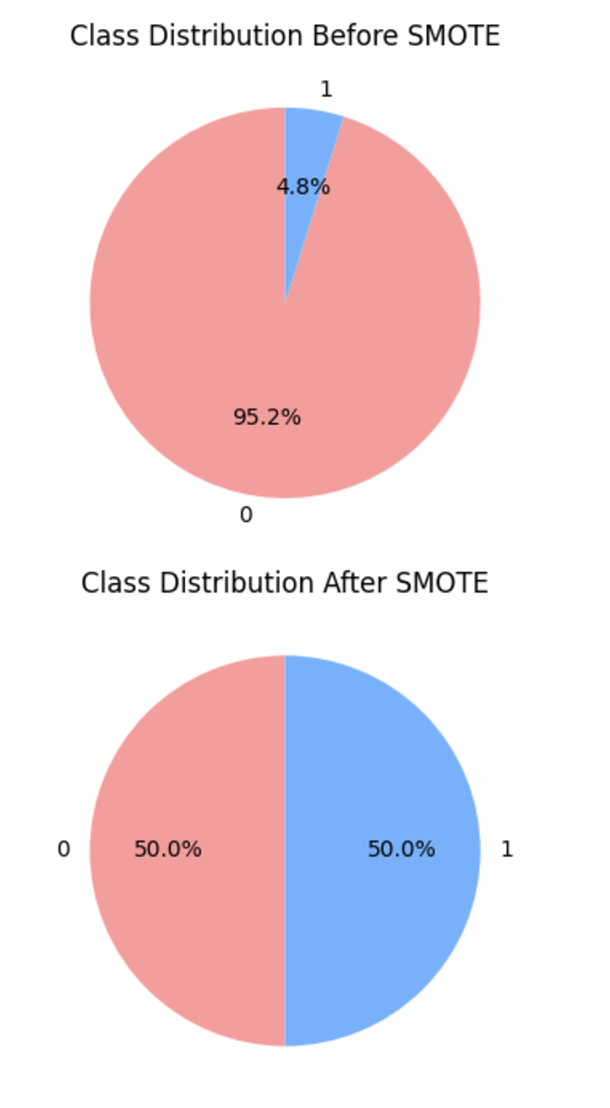 Class Distribution Before SMOTE
1
4.8%
95.2%
0
Class Distribution After SMOTE
0 50.0% 50.0% 1